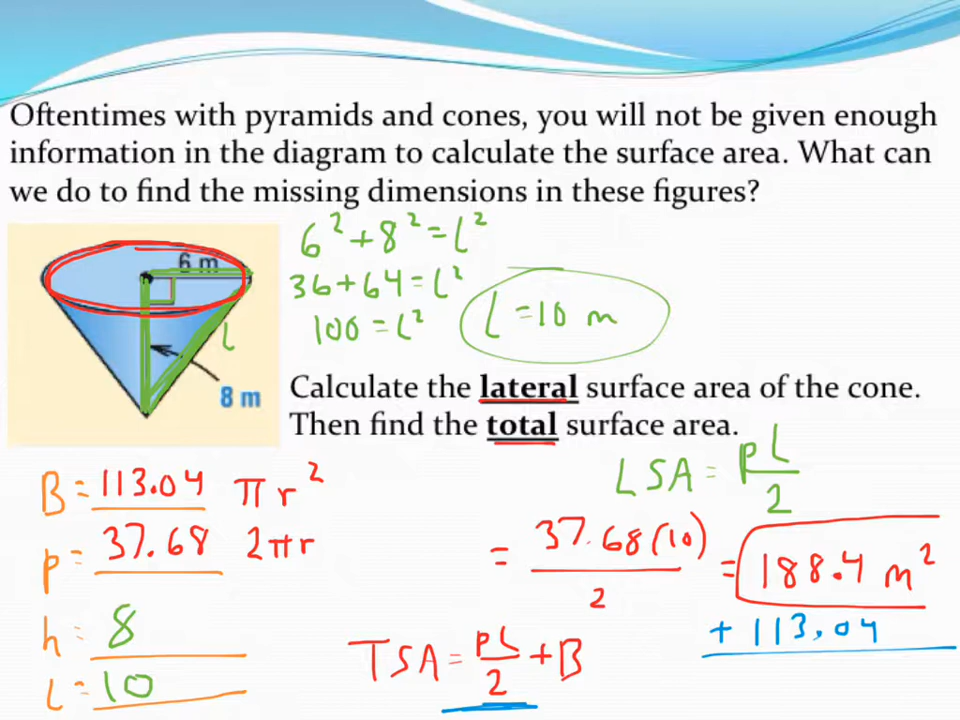 Oftentimes with pyramids and cones, you will not be given enough
information in the diagram to calculate the surface area. What can
we do to find the missing dimensions in these figures?
6 m
l
8 m
6² + 8² = l²
36 + 64 = l²
100 = l²
l = 10 m
Calculate the lateral surface area of the cone.
Then find the total surface area.
B = 113.04 πr²
p = 37.68 2πr
h = 8
l = 10
LSA = pl/2
= 37.68(10)/2 = 188.4 m²
+ 113.04
TSA = pl/2 + B